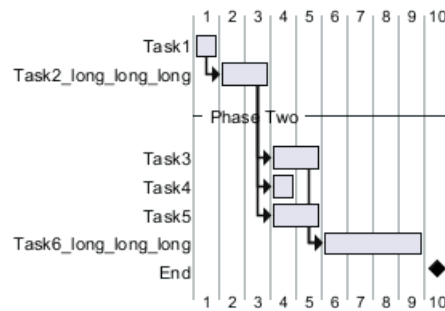 1 2 3 4 5 6 7 8 9 10
Task1
Task2_long_long_long
Phase Two
Task3
Task4
Task5
Task6_long_long_long
End
1 2 3 4 5 6 7 8 9 10